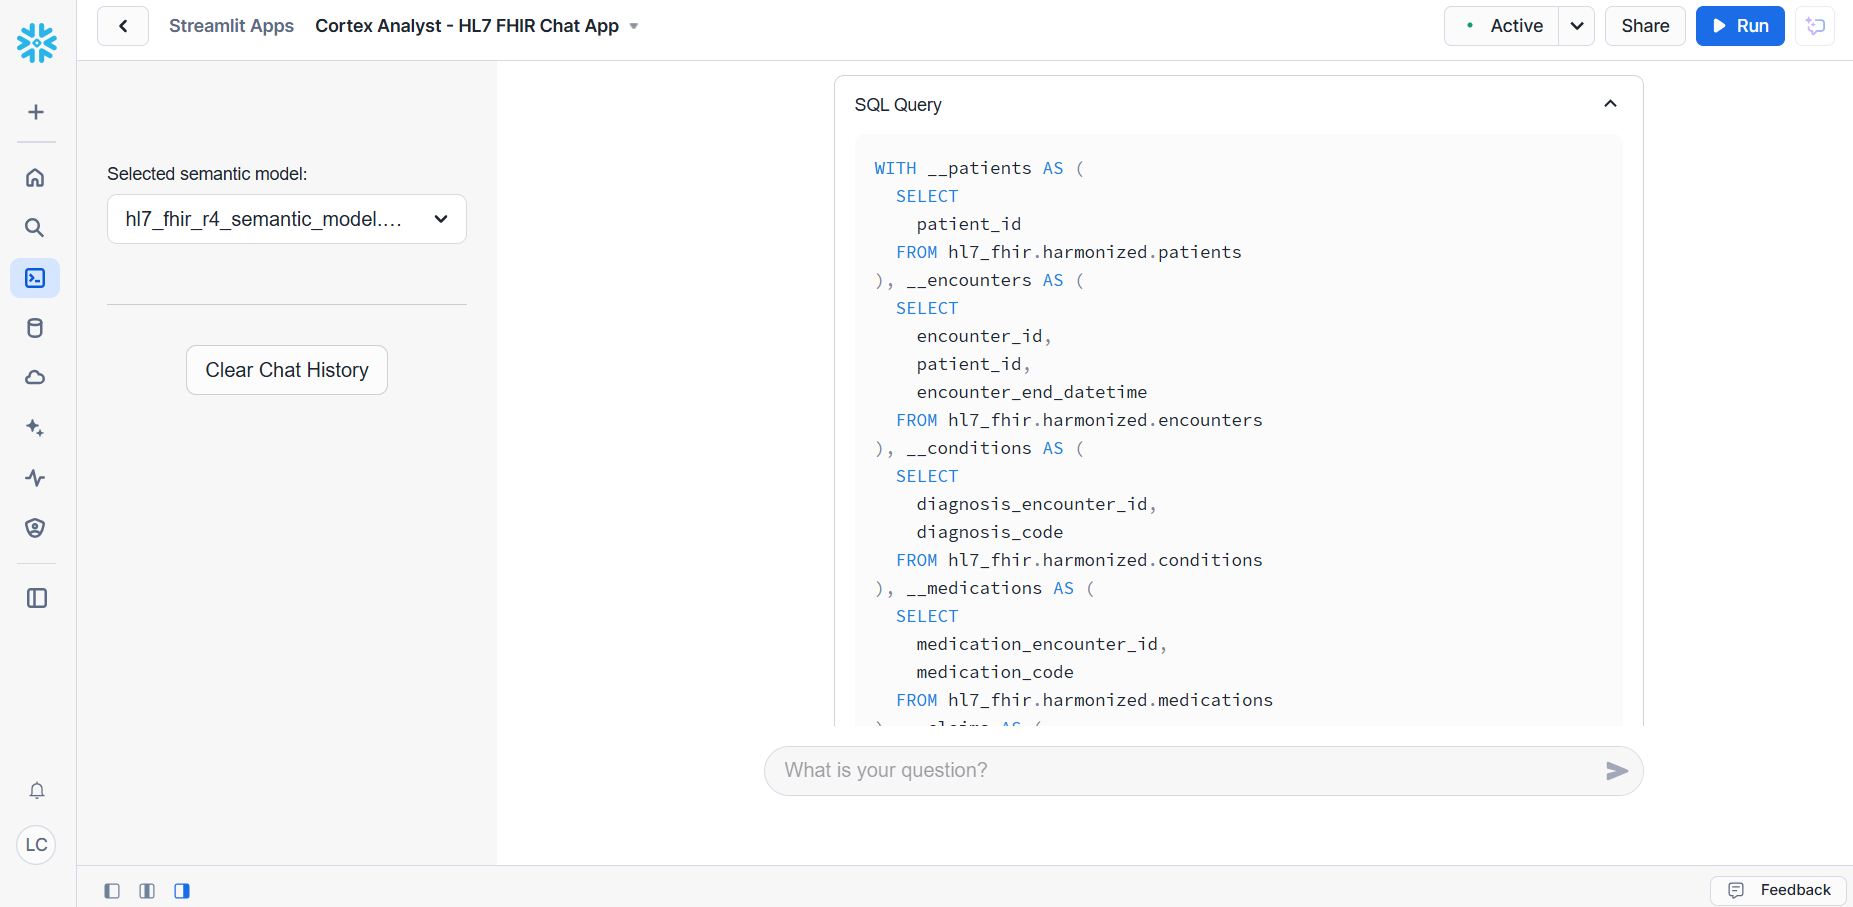 Streamlit Apps Cortex Analyst - HL7 FHIR Chat App
Active
Share
Run
Selected semantic model:
hl7_fhir_r4_semantic_model....
Clear Chat History
SQL Query
WITH __patients AS (
SELECT
patient_id
FROM hl7_fhir.harmonized.patients
), __encounters AS (
SELECT
encounter_id,
patient_id,
encounter_end_datetime
FROM hl7_fhir.harmonized.encounters
), __conditions AS (
SELECT
diagnosis_encounter_id,
diagnosis_code
FROM hl7_fhir.harmonized.conditions
), __medications AS (
SELECT
medication_encounter_id,
medication_code
FROM hl7_fhir.harmonized.medications
), __claims AS (
What is your question?
LC
Feedback